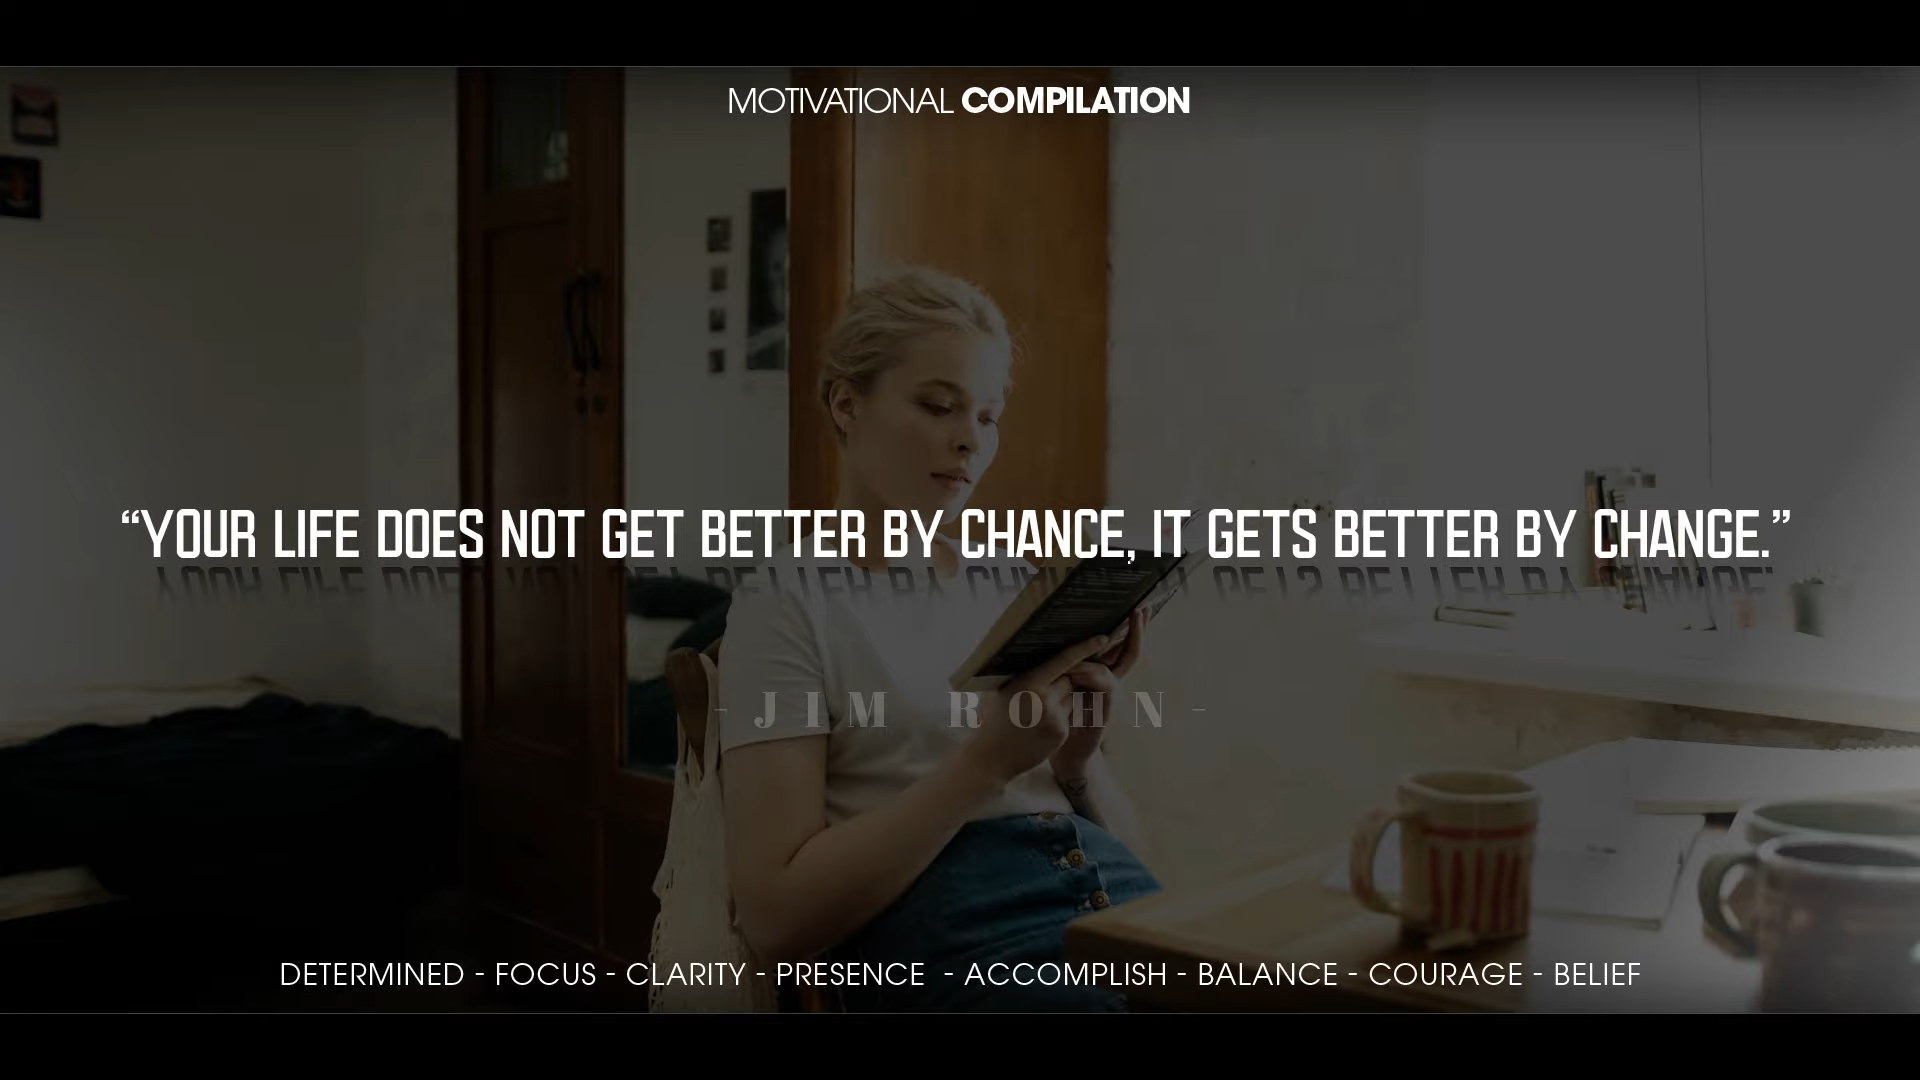 MOTIVATIONAL COMPILATION
“YOUR LIFE DOES NOT GET BETTER BY CHANCE, IT GETS BETTER BY CHANGE.”
- JIM ROHN -
DETERMINED - FOCUS - CLARITY - PRESENCE - ACCOMPLISH - BALANCE - COURAGE - BELIEF